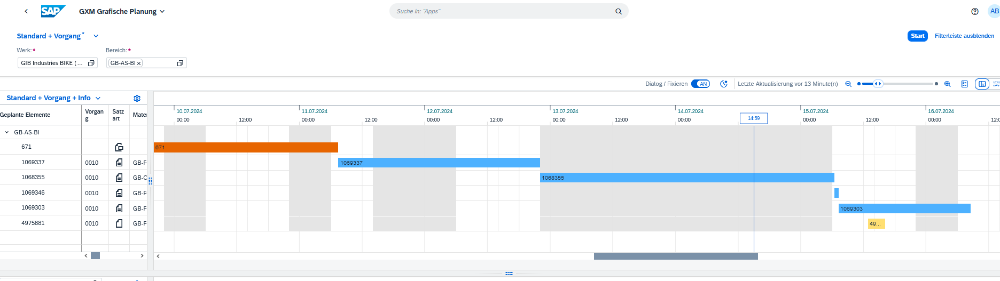 SAP GXM Grafische Planung Suche in: "Apps" AB
Standard + Vorgang * Start Filterleiste ausblenden
Werk:* Bereich:*
GIB Industries BIKE (... GB-AS-BI ×
Dialog / Fixieren AN Letzte Aktualisierung vor 13 Minute(n)
Standard + Vorgang + Info
Geplante Elemente Vorgan Satz Mater
g art
10.07.2024 11.07.2024 12.07.2024 13.07.2024 14.07.2024 15.07.2024 16.07.2024
00:00 12:00 00:00 12:00 00:00 12:00 00:00 12:00 00:00 14:59 00:00 12:00 00:00 12:0
GB-AS-BI
671 671
1069337 0010 GB-F 1069337
1068355 0010 GB-C 1068355
1069346 0010 GB-F
1069303 0010 GB-F 1069303
4975881 0010 GB-F 49...